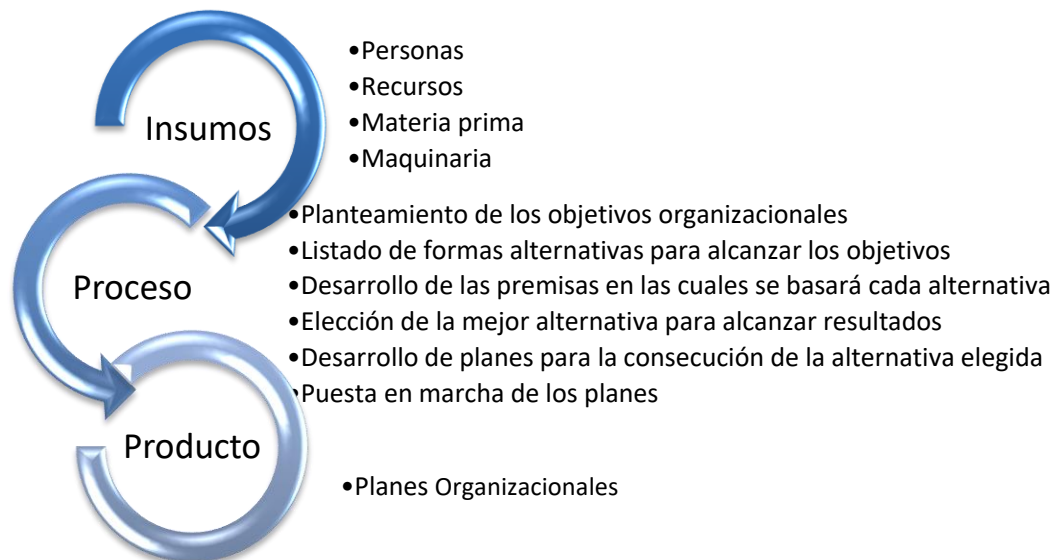 Insumos
•Personas
•Recursos
•Materia prima
•Maquinaria
Proceso
•Planteamiento de los objetivos organizacionales
•Listado de formas alternativas para alcanzar los objetivos
•Desarrollo de las premisas en las cuales se basará cada alternativa
•Elección de la mejor alternativa para alcanzar resultados
•Desarrollo de planes para la consecución de la alternativa elegida
•Puesta en marcha de los planes
Producto
•Planes Organizacionales